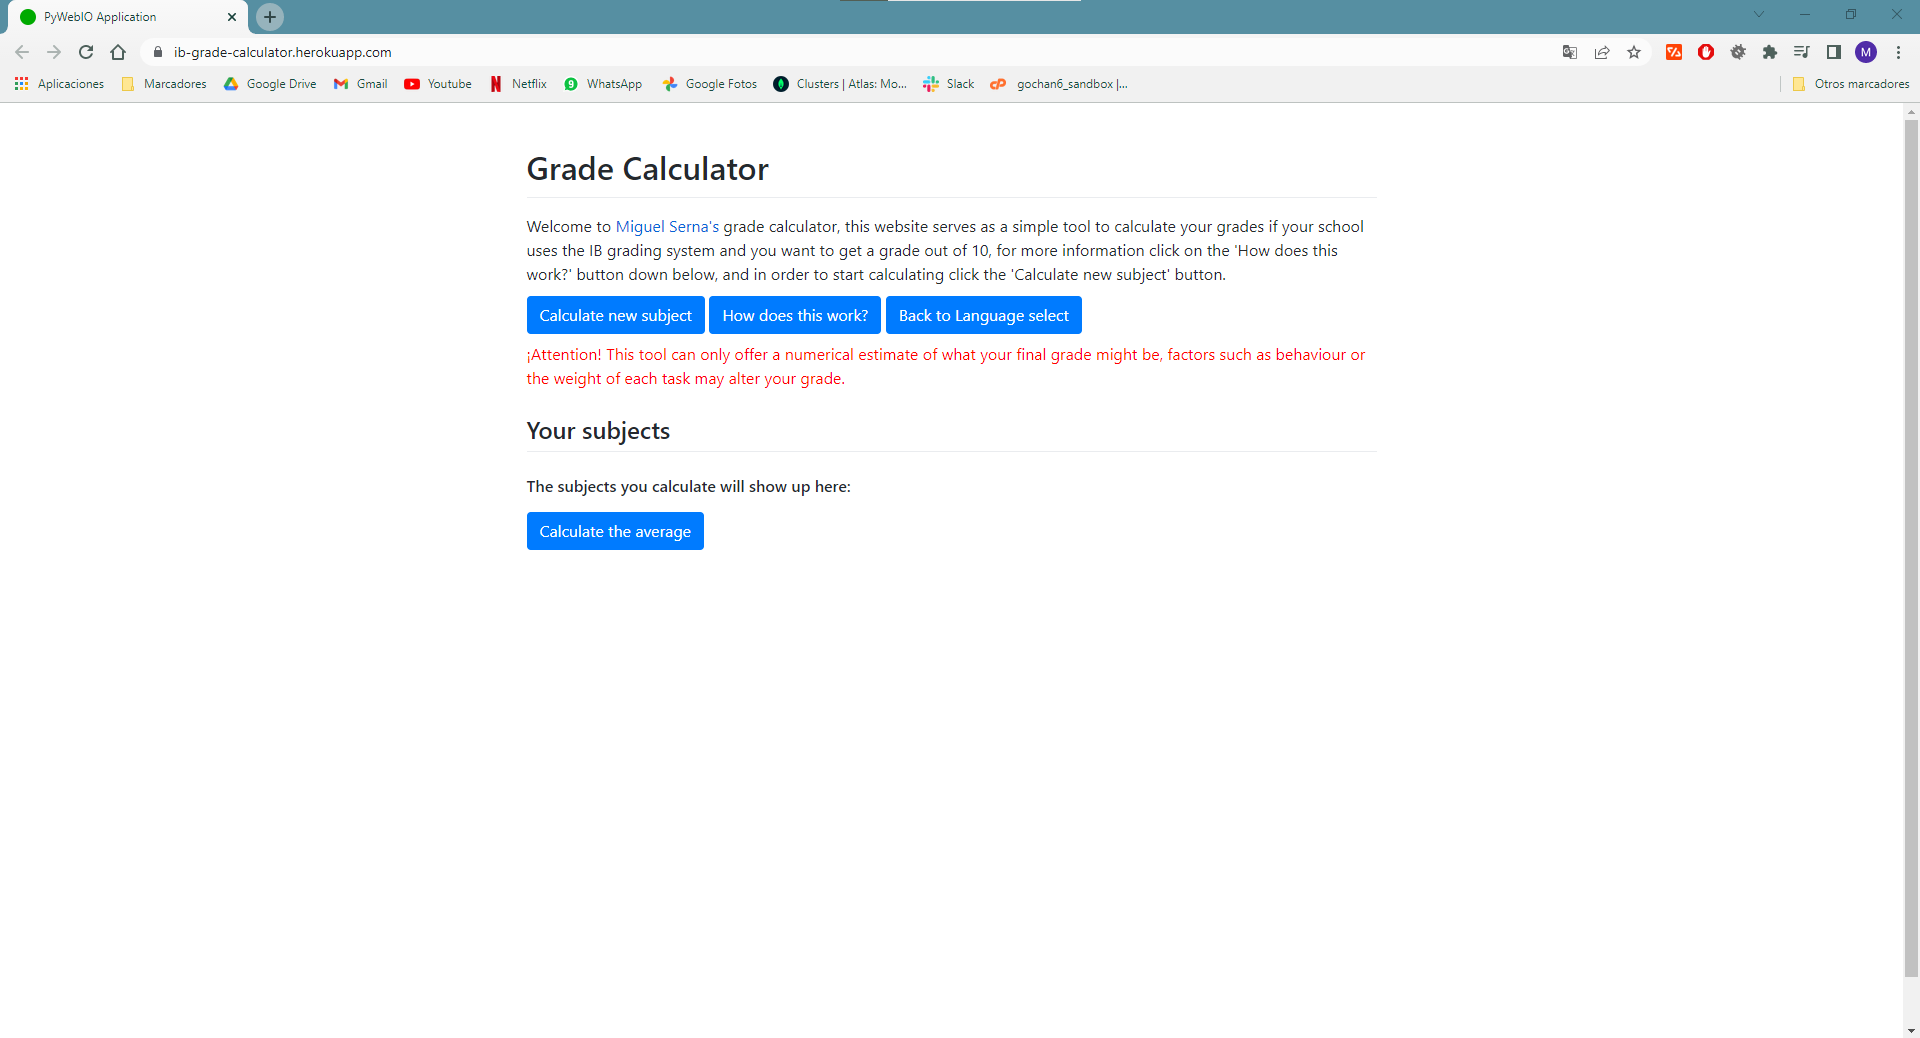 PyWebIO Application
ib-grade-calculator.herokuapp.com
M
Aplicaciones Marcadores Google Drive Gmail Youtube Netflix 9 WhatsApp Google Fotos Clusters | Atlas: Mo... Slack cP gochan6_sandbox |... Otros marcadores
Grade Calculator
Welcome to Miguel Serna's grade calculator, this website serves as a simple tool to calculate your grades if your school
uses the IB grading system and you want to get a grade out of 10, for more information click on the 'How does this
work?' button down below, and in order to start calculating click the 'Calculate new subject' button.
Calculate new subject How does this work? Back to Language select
¡Attention! This tool can only offer a numerical estimate of what your final grade might be, factors such as behaviour or
the weight of each task may alter your grade.
Your subjects
The subjects you calculate will show up here:
Calculate the average